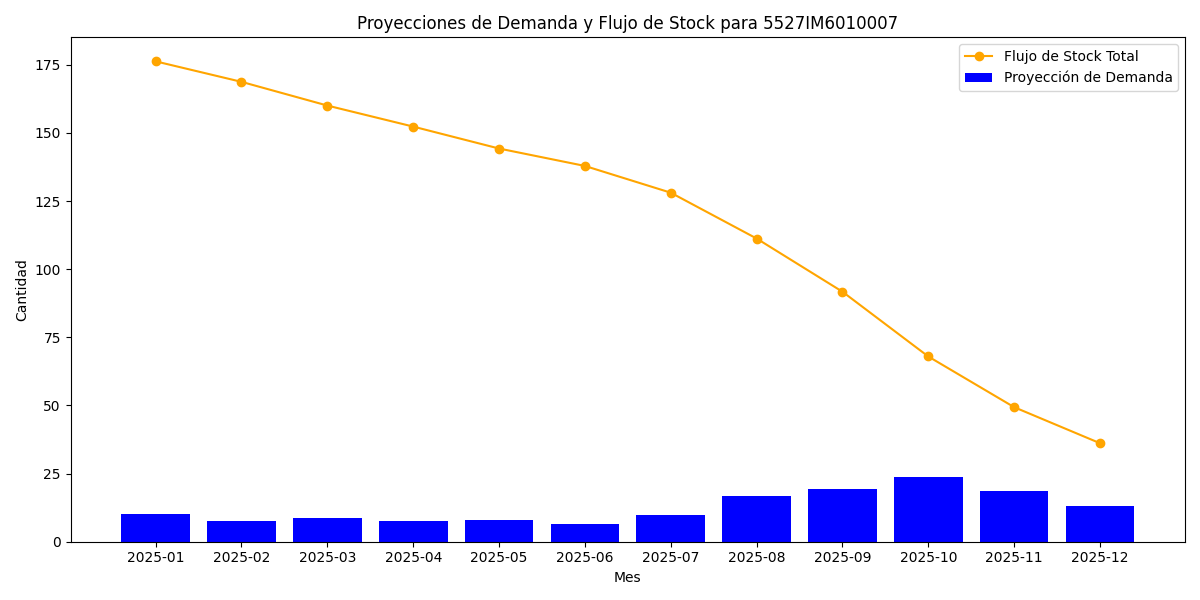 Proyecciones de Demanda y Flujo de Stock para 5527IM6010007
Flujo de Stock Total
Proyección de Demanda
Cantidad
175
150
125
100
75
50
25
0
2025-01 2025-02 2025-03 2025-04 2025-05 2025-06 2025-07 2025-08 2025-09 2025-10 2025-11 2025-12
Mes